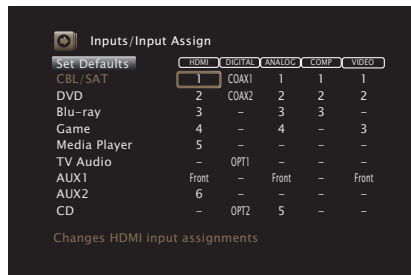 Inputs/Input Assign
Set Defaults HDMI DIGITAL ANALOG COMP VIDEO
CBL/SAT 1 COAX1 1 1 1
DVD 2 COAX2 2 2 2
Blu-ray 3 – 3 3 –
Game 4 – 4 – 3
Media Player 5 – – – –
TV Audio – OPT1 – – –
AUX1 Front – Front – Front
AUX2 6 – – – –
CD – OPT2 5 – –
Changes HDMI input assignments